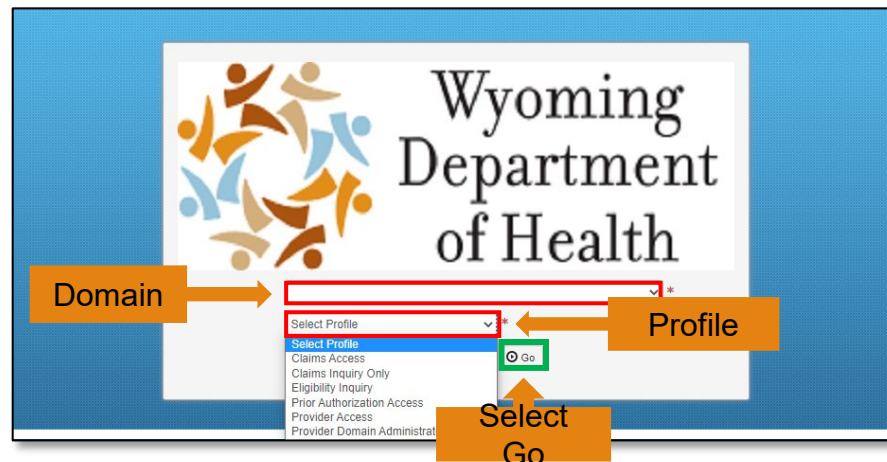 Wyoming
Department
of Health
Domain
*
Select Profile
*
Profile
Select Profile
Claims Access
Go
Claims Inquiry Only
Eligibility Inquiry
Prior Authorization Access
Provider Access
Provider Domain Administrat
Select
Go